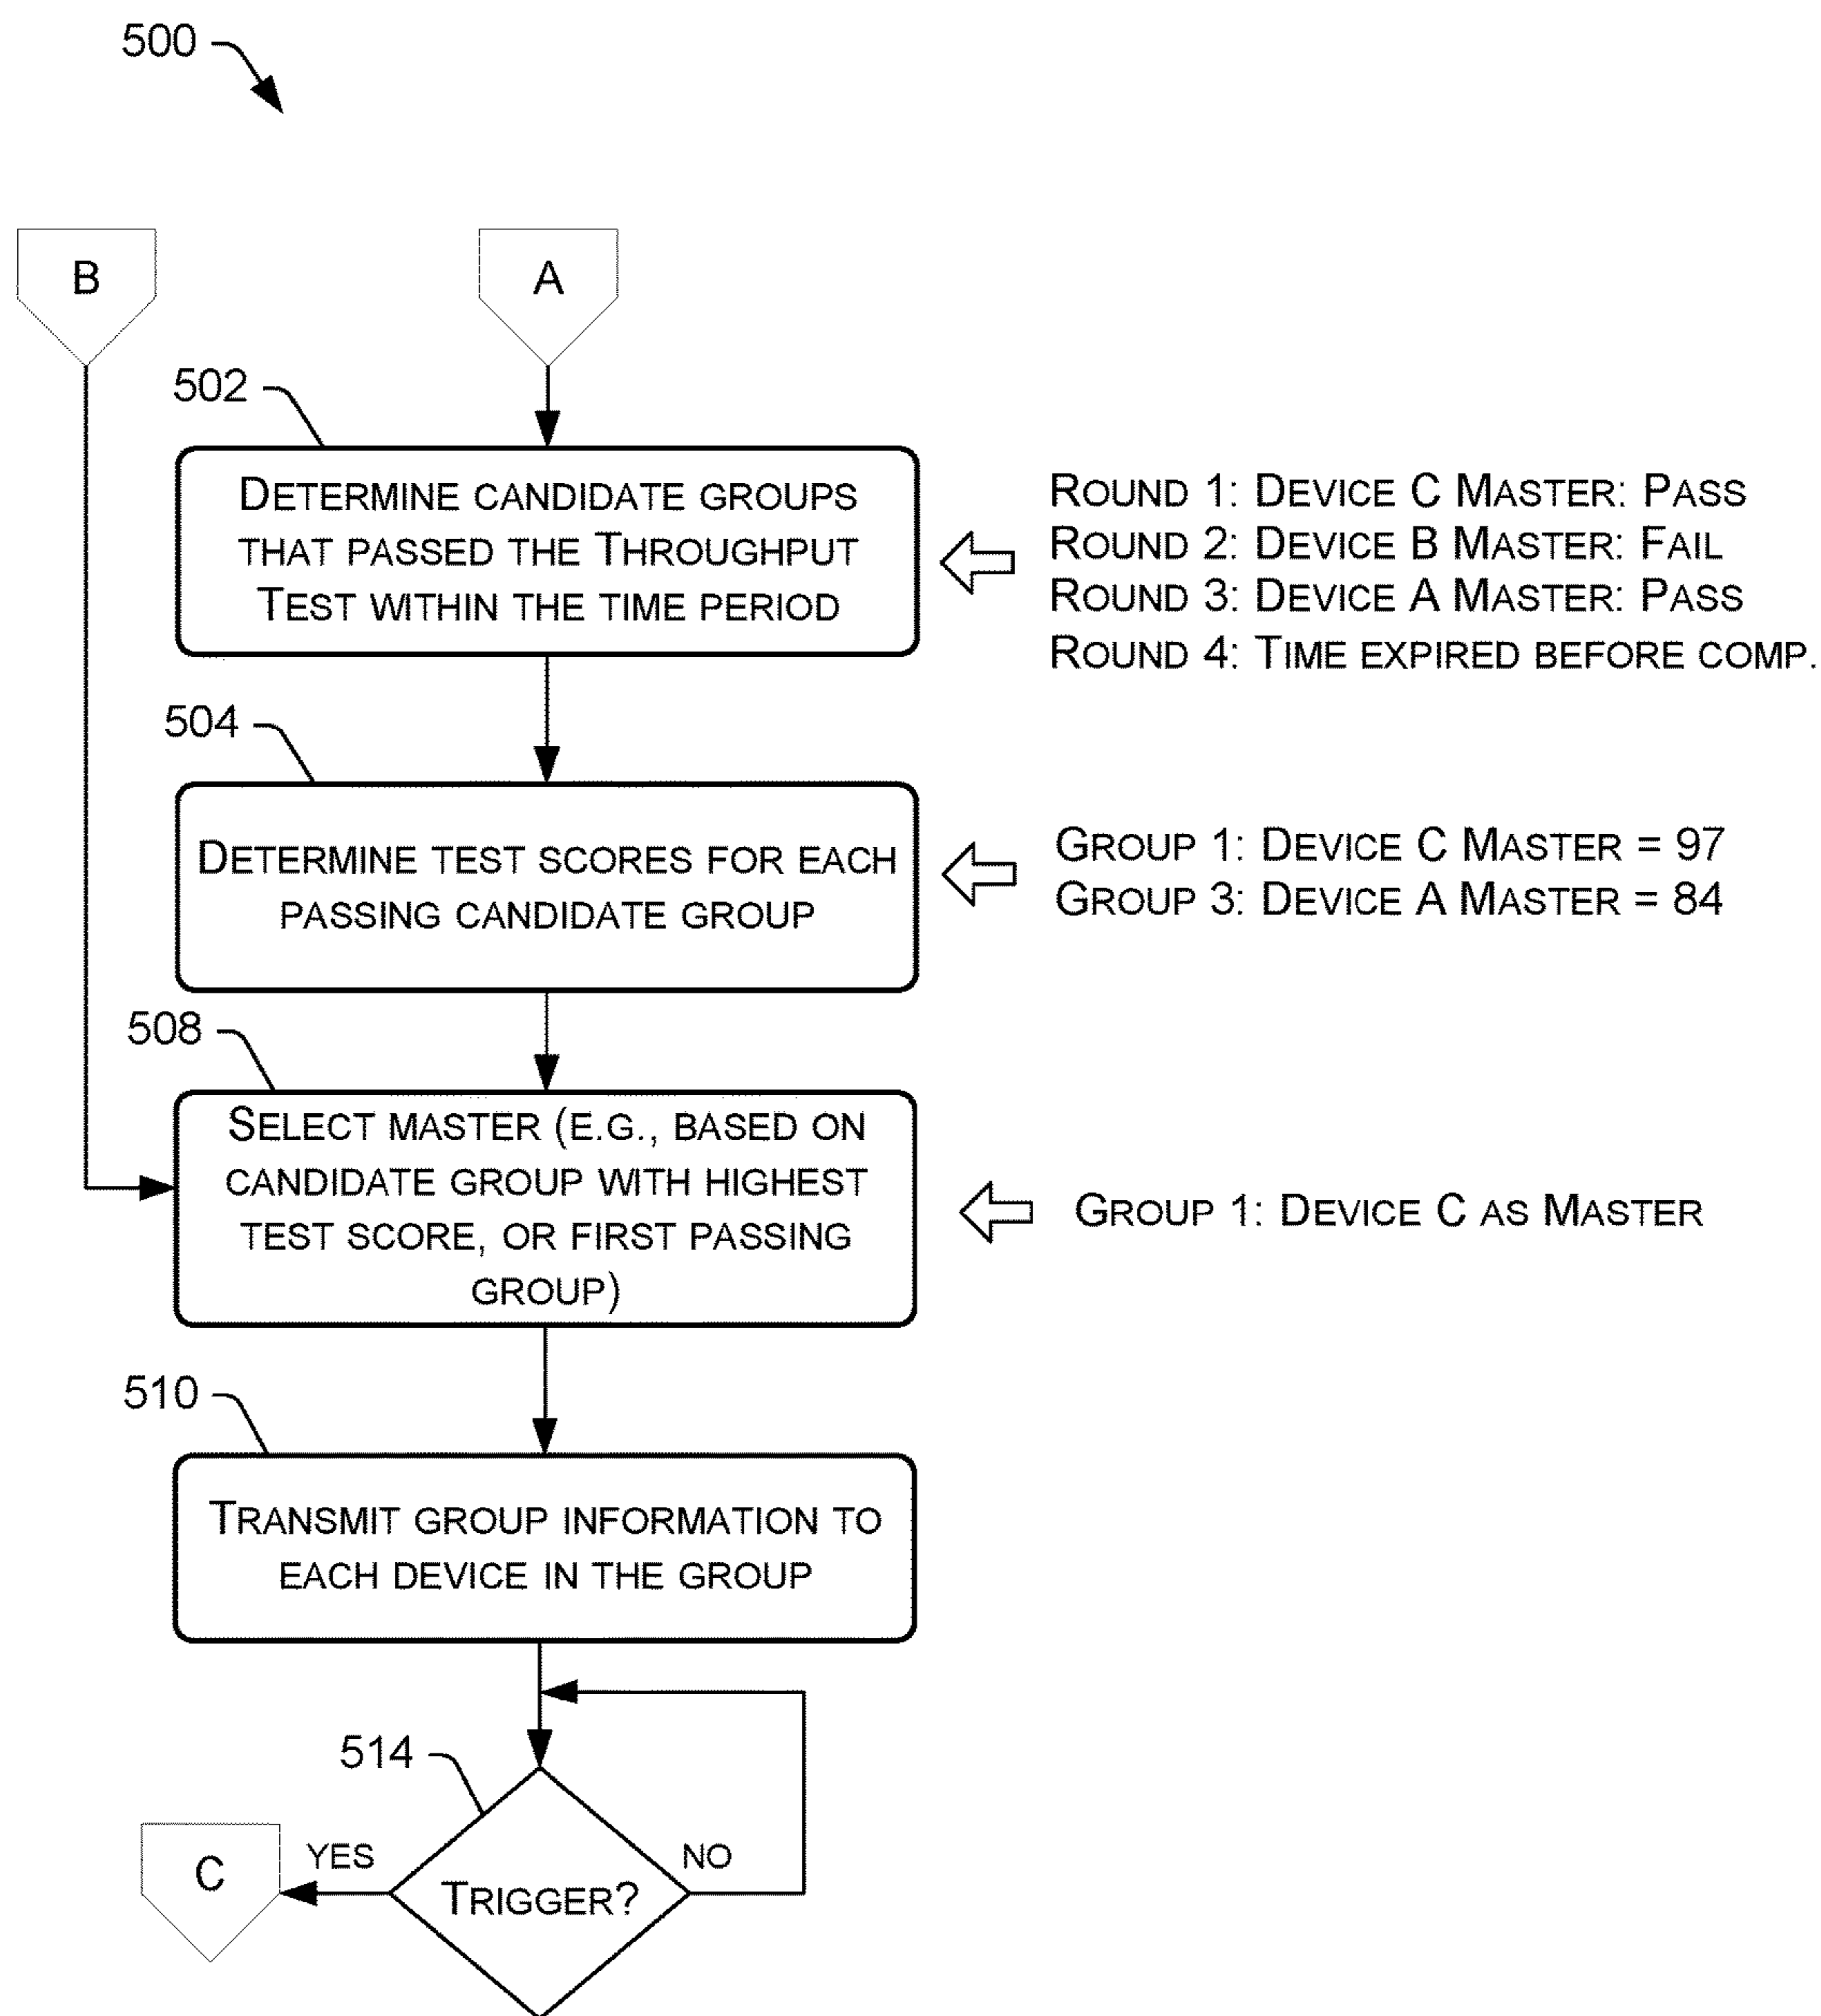 500
B
A
502
Determine candidate groups
that passed the Throughput
Test within the time period
Round 1: Device C Master: Pass
Round 2: Device B Master: Fail
Round 3: Device A Master: Pass
Round 4: Time expired before comp.
504
Determine test scores for each
passing candidate group
Group 1: Device C Master = 97
Group 3: Device A Master = 84
508
Select master (e.g., based on
candidate group with highest
test score, or first passing
group)
Group 1: Device C as Master
510
Transmit group information to
each device in the group
514
C
yes
no
Trigger?